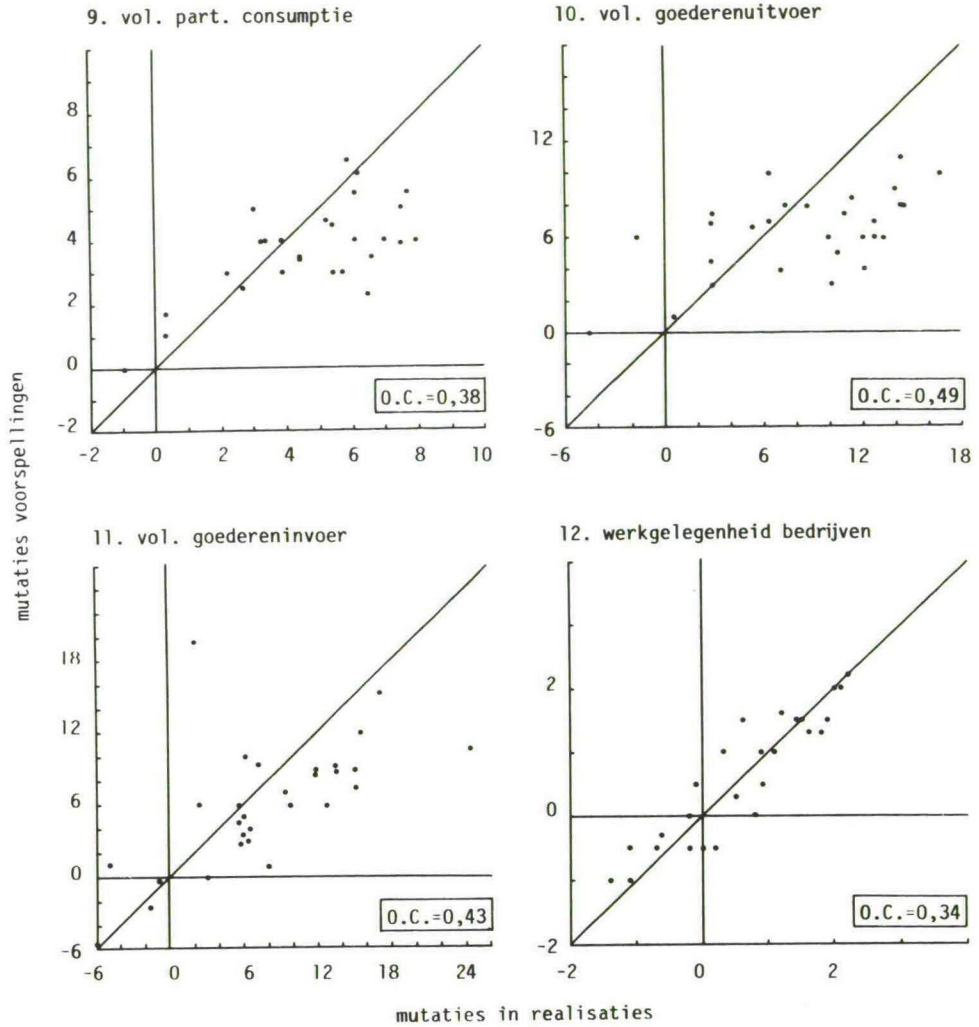 9. vol. part. consumptie
8
6
4
2
0
-2
-2 0 2 4 6 8 10
O.C.=0,38
10. vol. goederenuitvoer
12
6
0
-6
-6 0 6 12 18
O.C.=0,49
mutaties voorspellingen
11. vol. goedereninvoer
18
12
6
0
-6
-6 0 6 12 18 24
O.C.=0,43
12. werkgelegenheid bedrijven
2
0
-2
-2 0 2
O.C.=0,34
mutaties in realisaties